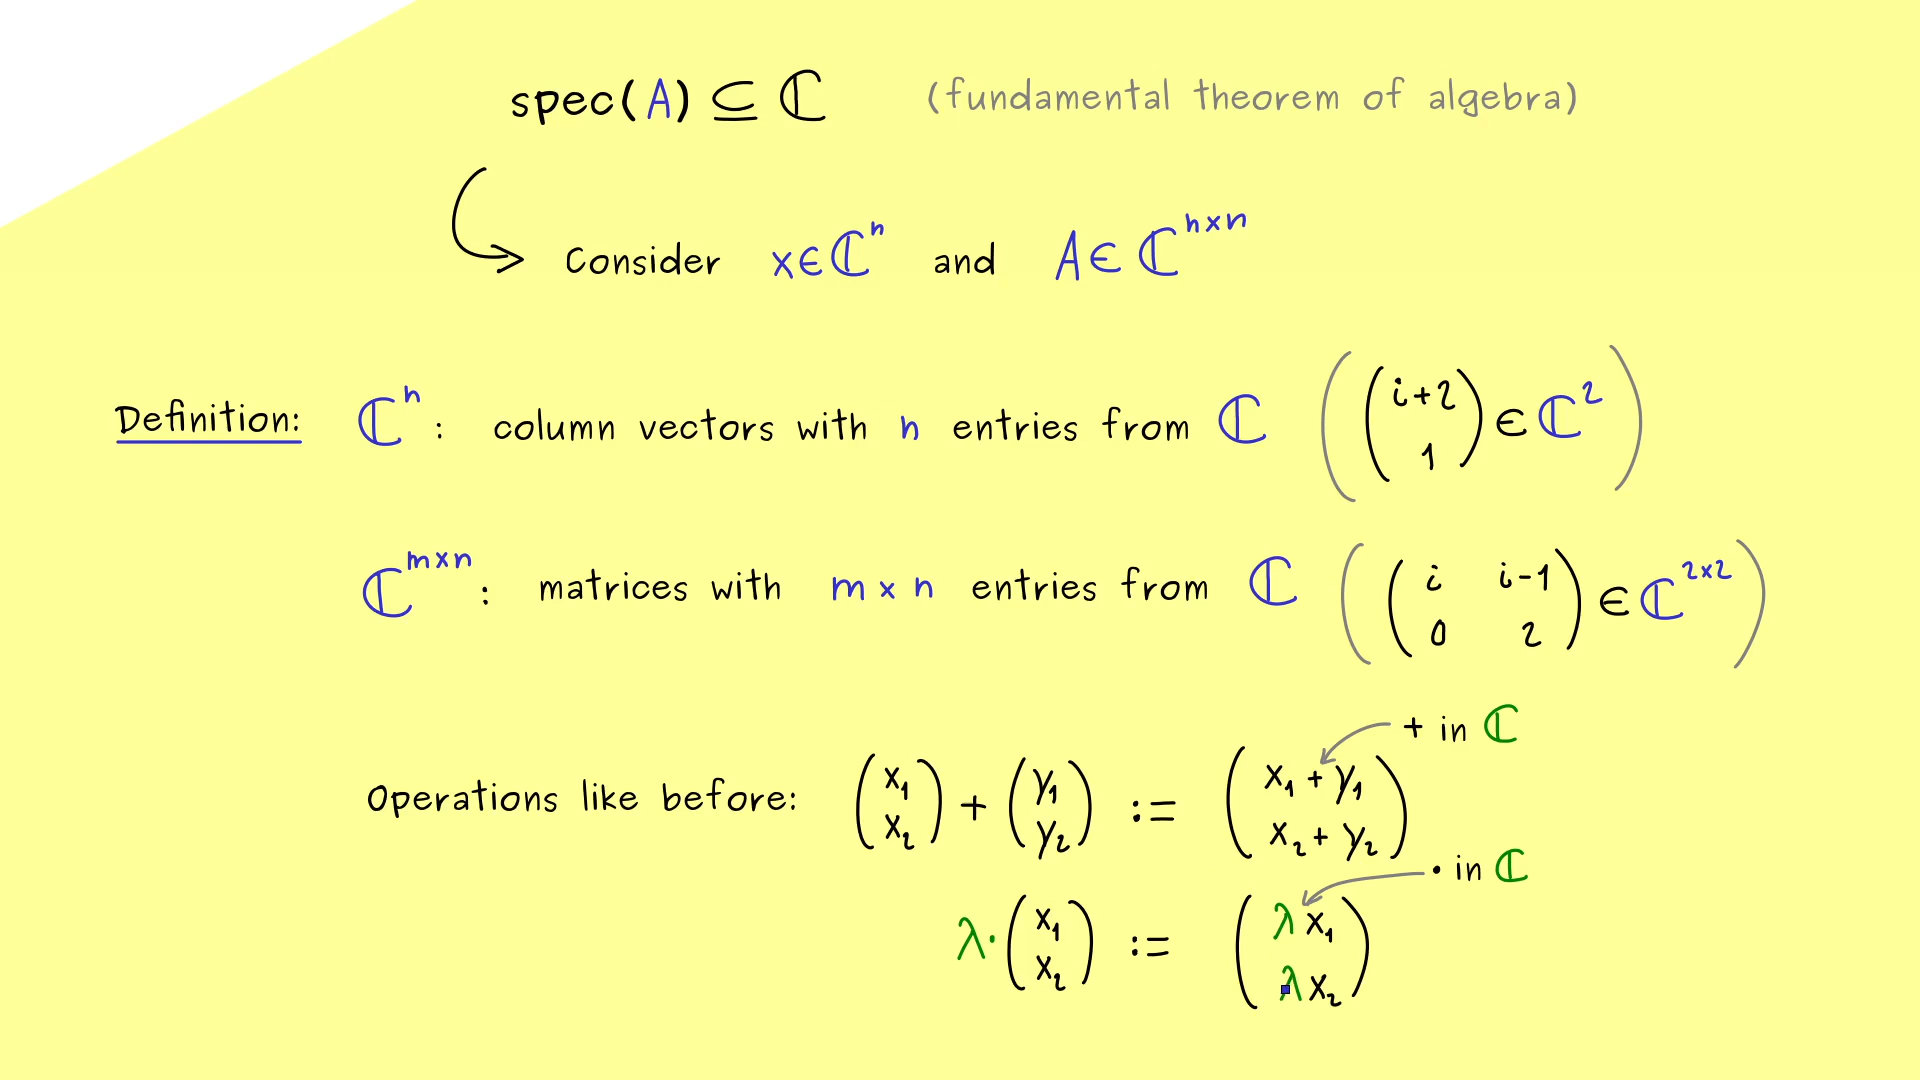 spec(A) ⊆ ℂ (fundamental theorem of algebra)
Consider x∈ℂⁿ and A∈ℂⁿˣⁿ
Definition: ℂⁿ: column vectors with n entries from ℂ ( ( i+2 ; 1 ) ∈ ℂ² )
ℂᵐˣⁿ: matrices with m×n entries from ℂ ( ( i i-1 ; 0 2 ) ∈ ℂ²ˣ² )
+ in ℂ
Operations like before: ( x₁ ; x₂ ) + ( y₁ ; y₂ ) := ( x₁ + y₁ ; x₂ + y₂ )
· in ℂ
λ· ( x₁ ; x₂ ) := ( λ x₁ ; λ x₂ )